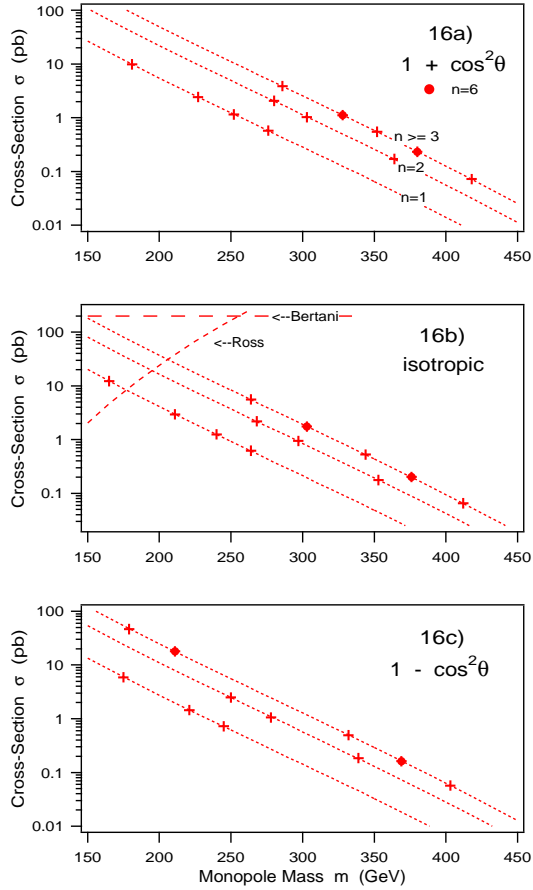 100
10
1
0.1
0.01
Cross-Section σ (pb)
16a)
1 + cos²θ
n=6
n >= 3
n=2
n=1
150 200 250 300 350 400 450
100
10
1
0.1
Cross-Section σ (pb)
<--Bertani
<--Ross
16b)
isotropic
150 200 250 300 350 400 450
100
10
1
0.1
0.01
Cross-Section σ (pb)
16c)
1 - cos²θ
150 200 250 300 350 400 450
Monopole Mass m (GeV)